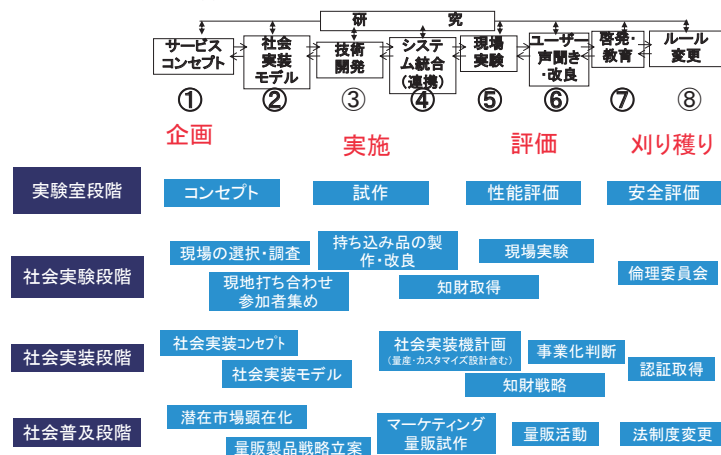 研 究
サービス
コンセプト
社会
実装
モデル
技術
開発
システ
ム統合
(連携)
現場
実験
ユーザー
声聞き
・改良
啓発・
教育
ルール
変更
① ② ③ ④ ⑤ ⑥ ⑦ ⑧
企画 実施 評価 刈り穫り
実験室段階 コンセプト 試作 性能評価 安全評価
社会実験段階
現場の選択・調査
現地打ち合わせ
参加者集め
持ち込み品の製
作・改良
知財取得
現場実験
倫理委員会
社会実装段階
社会実装コンセプト
社会実装モデル
社会実装機計画
(量産・カスタマイズ設計含む)
事業化判断
知財戦略
認証取得
社会普及段階
潜在市場顕在化
量販製品戦略立案
マーケティング
量販試作
量販活動
法制度変更